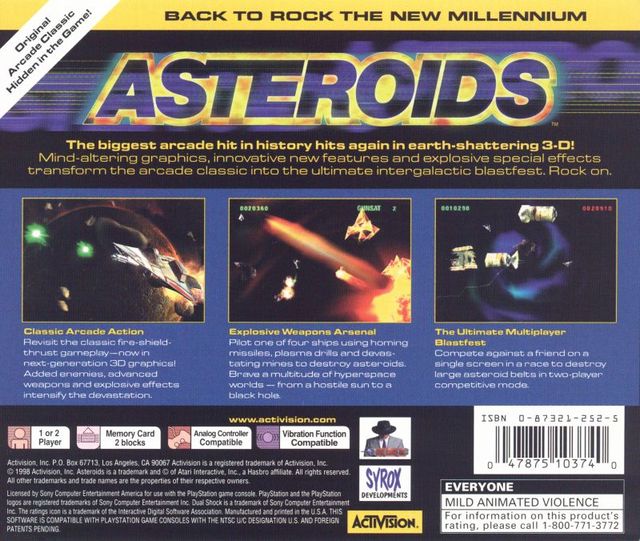 BACK TO ROCK THE NEW MILLENNIUM
Original
Arcade Classic
Hidden in the Game!
ASTEROIDS
TM
The biggest arcade hit in history hits again in earth-shattering 3-D!
Mind-altering graphics, innovative new features and explosive special effects
transform the arcade classic into the ultimate intergalactic blastfest. Rock on.
0020360 GUNSAT 2
0010290 0020910
Classic Arcade Action
Revisit the classic fire-shield-
thrust gameplay—now in
next-generation 3D graphics!
Added enemies, advanced
weapons and explosive effects
intensify the devastation.
Explosive Weapons Arsenal
Pilot one of four ships using homing
missiles, plasma drills and devas-
tating mines to destroy asteroids.
Brave a multitude of hyperspace
worlds — from a hostile sun to a
black hole.
The Ultimate Multiplayer
Blastfest
Compete against a friend on a
single screen in a race to destroy
large asteroid belts in two-player
competitive mode.
www.activision.com
1 or 2
Player
Memory Card
2 blocks
Analog Controller
Compatible
Vibration Function
Compatible
Activision, Inc. P.O. Box 67713, Los Angeles, CA 90067 Activision is a registered trademark of Activision, Inc.
© 1998 Activision, Inc. Asteroids is a trademark and © of Atari Interactive, Inc., a Hasbro affiliate. All rights reserved.
All other trademarks and trade names are the properties of their respective owners.
Licensed by Sony Computer Entertainment America for use with the PlayStation game console. PlayStation and the PlayStation
logos are registered trademarks of Sony Computer Entertainment Inc. Dual Shock is a trademark of Sony Computer Entertainment
Inc. The ratings icon is a trademark of the Interactive Digital Software Association. Manufactured and printed in the U.S.A. THIS
SOFTWARE IS COMPATIBLE WITH PLAYSTATION GAME CONSOLES WITH THE NTSC U/C DESIGNATION U.S. AND FOREIGN
PATENTS PENDING.
SYROX
DEVELOPMENTS
ACTIVISION.
ISBN 0-87321-252-5
0 47875 10374 0
EVERYONE
MILD ANIMATED VIOLENCE
For information on this product's
rating, please call 1-800-771-3772